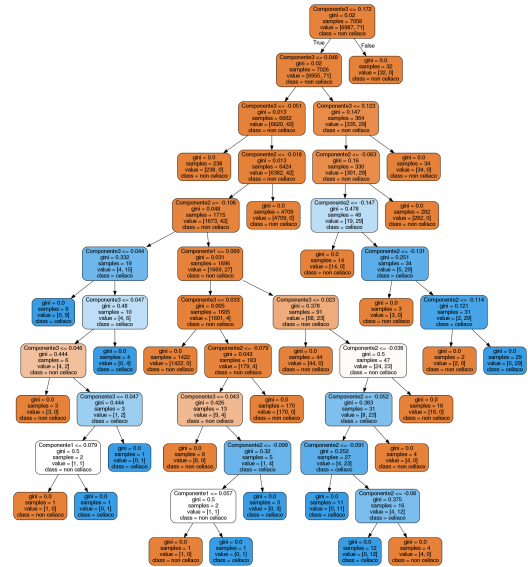 Componente3 <= 0.172
gini = 0.02
samples = 7058
value = [6987, 71]
class = non celiaco
True
False
Componente3 <= 0.048
gini = 0.02
samples = 7026
value = [6955, 71]
class = non celiaco
gini = 0.0
samples = 32
value = [32, 0]
class = non celiaco
Componente3 <= -0.051
gini = 0.013
samples = 6662
value = [6620, 42]
class = non celiaco
Componente3 <= 0.123
gini = 0.147
samples = 364
value = [335, 29]
class = non celiaco
gini = 0.0
samples = 238
value = [238, 0]
class = non celiaco
Componente2 <= -0.018
gini = 0.013
samples = 6424
value = [6382, 42]
class = non celiaco
Componente2 <= -0.083
gini = 0.16
samples = 330
value = [301, 29]
class = non celiaco
gini = 0.0
samples = 34
value = [34, 0]
class = non celiaco
Componente2 <= -0.106
gini = 0.048
samples = 1715
value = [1673, 42]
class = non celiaco
gini = 0.0
samples = 4709
value = [4709, 0]
class = non celiaco
Componente2 <= -0.147
gini = 0.478
samples = 48
value = [19, 29]
class = celiaco
gini = 0.0
samples = 282
value = [282, 0]
class = non celiaco
Componente3 <= 0.044
gini = 0.332
samples = 19
value = [4, 15]
class = celiaco
Componente1 <= 0.069
gini = 0.031
samples = 1696
value = [1669, 27]
class = non celiaco
gini = 0.0
samples = 14
value = [14, 0]
class = non celiaco
Componente2 <= -0.131
gini = 0.251
samples = 34
value = [5, 29]
class = celiaco
gini = 0.0
samples = 9
value = [0, 9]
class = celiaco
Componente3 <= 0.047
gini = 0.48
samples = 10
value = [4, 6]
class = celiaco
Componente3 <= 0.033
gini = 0.005
samples = 1605
value = [1601, 4]
class = non celiaco
Componente3 <= 0.023
gini = 0.378
samples = 91
value = [68, 23]
class = non celiaco
gini = 0.0
samples = 3
value = [3, 0]
class = non celiaco
Componente2 <= -0.114
gini = 0.121
samples = 31
value = [2, 29]
class = celiaco
Componente3 <= 0.046
gini = 0.444
samples = 6
value = [4, 2]
class = non celiaco
gini = 0.0
samples = 4
value = [0, 4]
class = celiaco
gini = 0.0
samples = 1422
value = [1422, 0]
class = non celiaco
Componente2 <= -0.079
gini = 0.043
samples = 183
value = [179, 4]
class = non celiaco
gini = 0.0
samples = 44
value = [44, 0]
class = non celiaco
Componente2 <= -0.038
gini = 0.5
samples = 47
value = [24, 23]
class = non celiaco
gini = 0.0
samples = 2
value = [2, 0]
class = non celiaco
gini = 0.0
samples = 29
value = [0, 29]
class = celiaco
gini = 0.0
samples = 3
value = [3, 0]
class = non celiaco
Componente3 <= 0.047
gini = 0.444
samples = 3
value = [1, 2]
class = celiaco
Componente3 <= 0.043
gini = 0.426
samples = 13
value = [9, 4]
class = non celiaco
gini = 0.0
samples = 170
value = [170, 0]
class = non celiaco
Componente2 <= -0.052
gini = 0.383
samples = 31
value = [8, 23]
class = celiaco
gini = 0.0
samples = 16
value = [16, 0]
class = non celiaco
Componente1 <= 0.079
gini = 0.5
samples = 2
value = [1, 1]
class = non celiaco
gini = 0.0
samples = 1
value = [0, 1]
class = celiaco
gini = 0.0
samples = 8
value = [8, 0]
class = non celiaco
Componente2 <= -0.099
gini = 0.32
samples = 5
value = [1, 4]
class = celiaco
Componente2 <= -0.091
gini = 0.252
samples = 27
value = [4, 23]
class = celiaco
gini = 0.0
samples = 4
value = [4, 0]
class = non celiaco
gini = 0.0
samples = 1
value = [1, 0]
class = non celiaco
gini = 0.0
samples = 1
value = [0, 1]
class = celiaco
Componente1 <= 0.057
gini = 0.5
samples = 2
value = [1, 1]
class = non celiaco
gini = 0.0
samples = 3
value = [0, 3]
class = celiaco
gini = 0.0
samples = 11
value = [0, 11]
class = celiaco
Componente2 <= -0.08
gini = 0.375
samples = 16
value = [4, 12]
class = celiaco
gini = 0.0
samples = 1
value = [1, 0]
class = non celiaco
gini = 0.0
samples = 1
value = [0, 1]
class = celiaco
gini = 0.0
samples = 12
value = [0, 12]
class = celiaco
gini = 0.0
samples = 4
value = [4, 0]
class = non celiaco